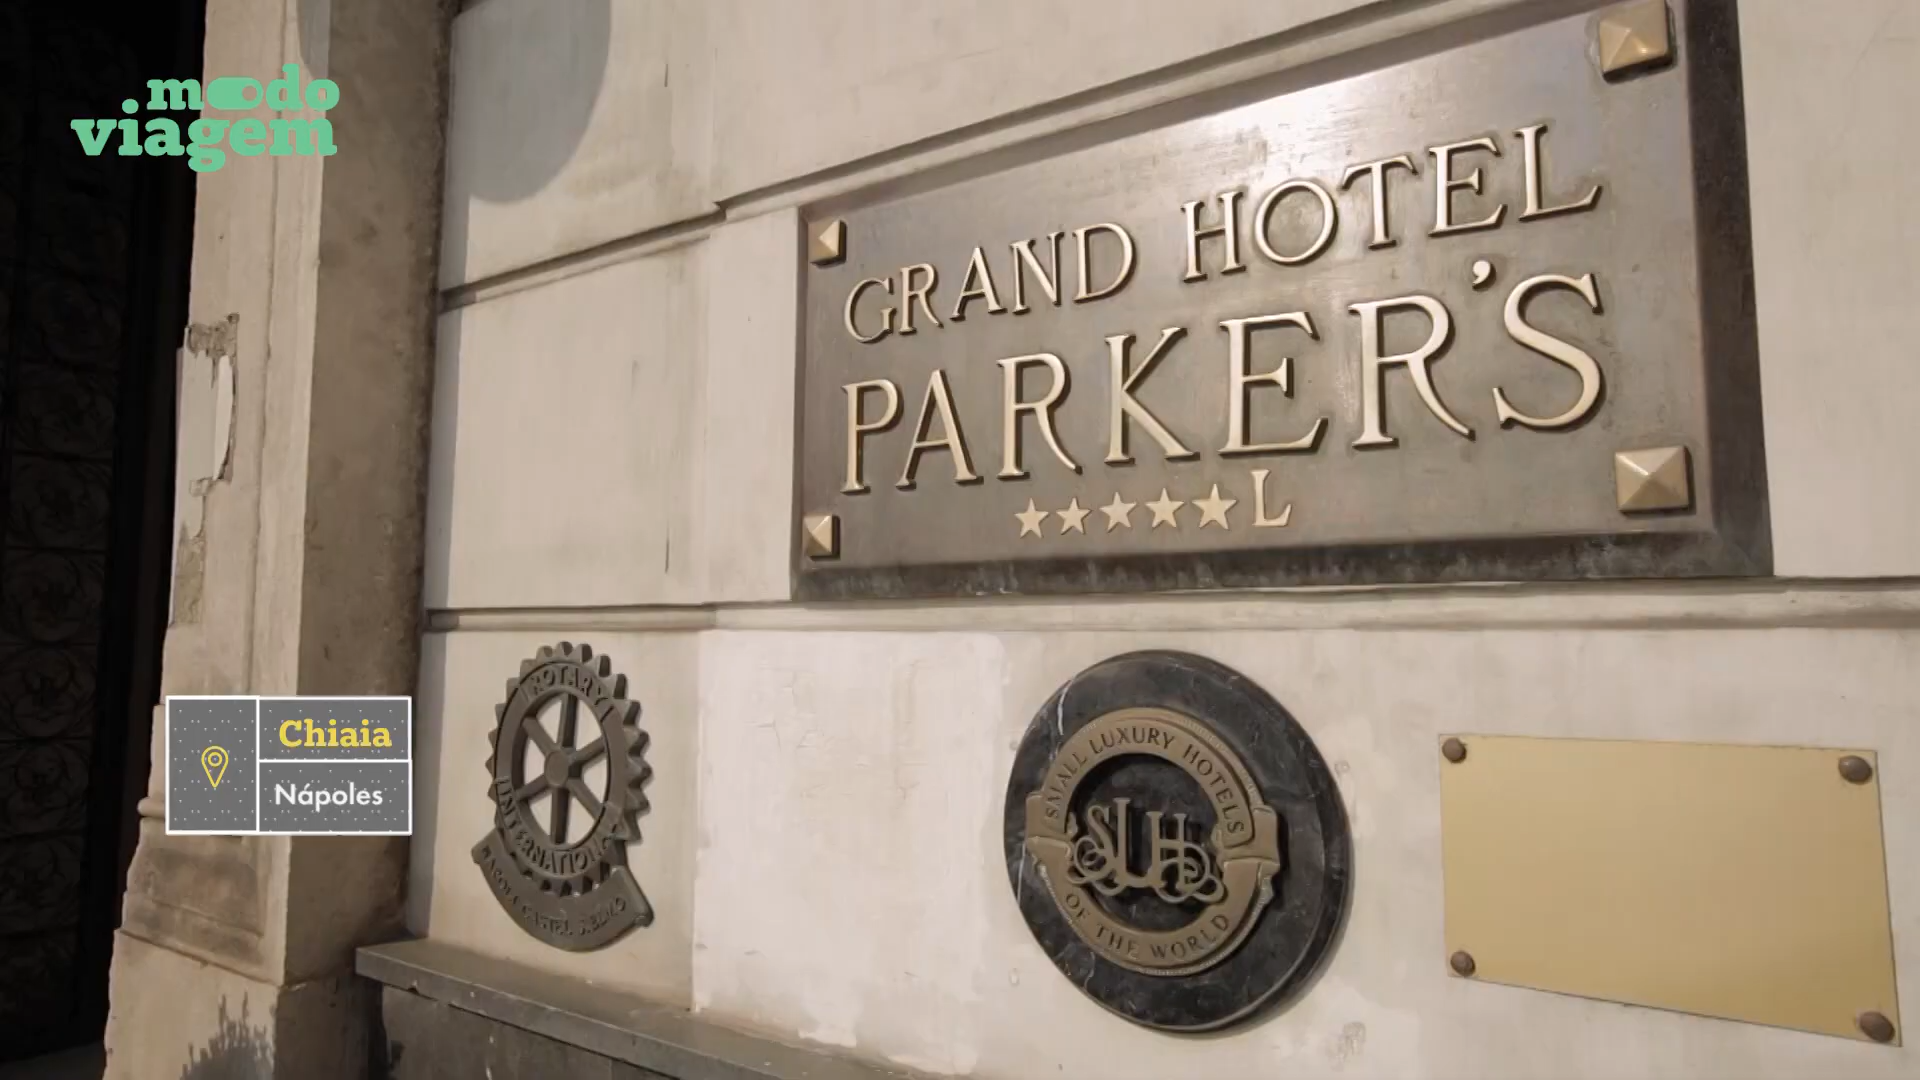 modo
viagem
GRAND HOTEL
PARKER'S
★★★★★L
ROTARY
INTERNATIONAL
Chiaia
Nápoles
SMALL LUXURY HOTELS
SLH
OF THE WORLD